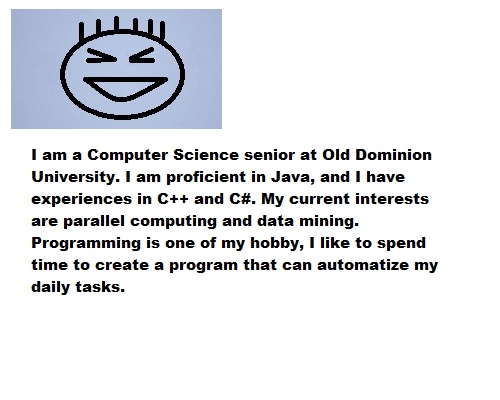 I am a Computer Science senior at Old Dominion
University. I am proficient in Java, and I have
experiences in C++ and C#. My current interests
are parallel computing and data mining.
Programming is one of my hobby, I like to spend
time to create a program that can automatize my
daily tasks.